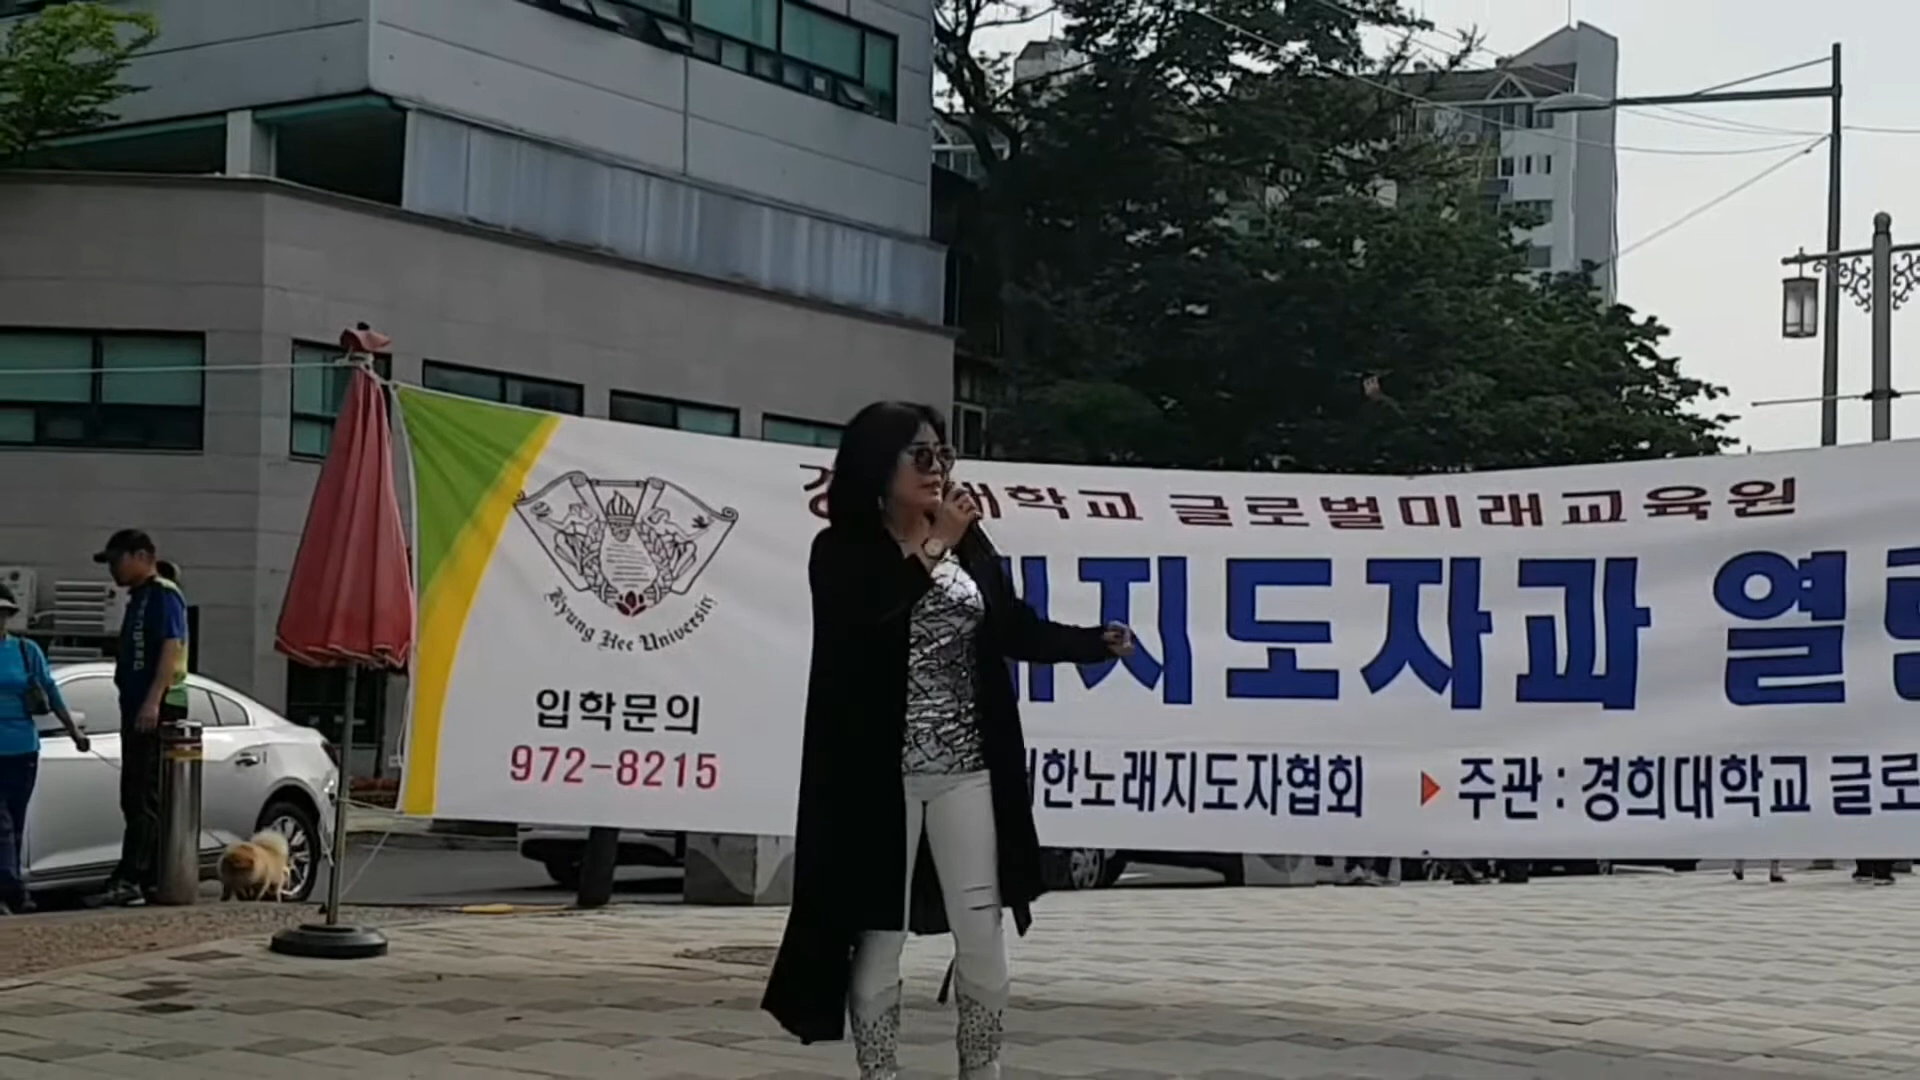 대학교 글로벌미래교육원
지도자과
Kyung Hee University
입학문의
972-8215
한노래지도자협회 ▶ 주관 : 경희대학교 글로